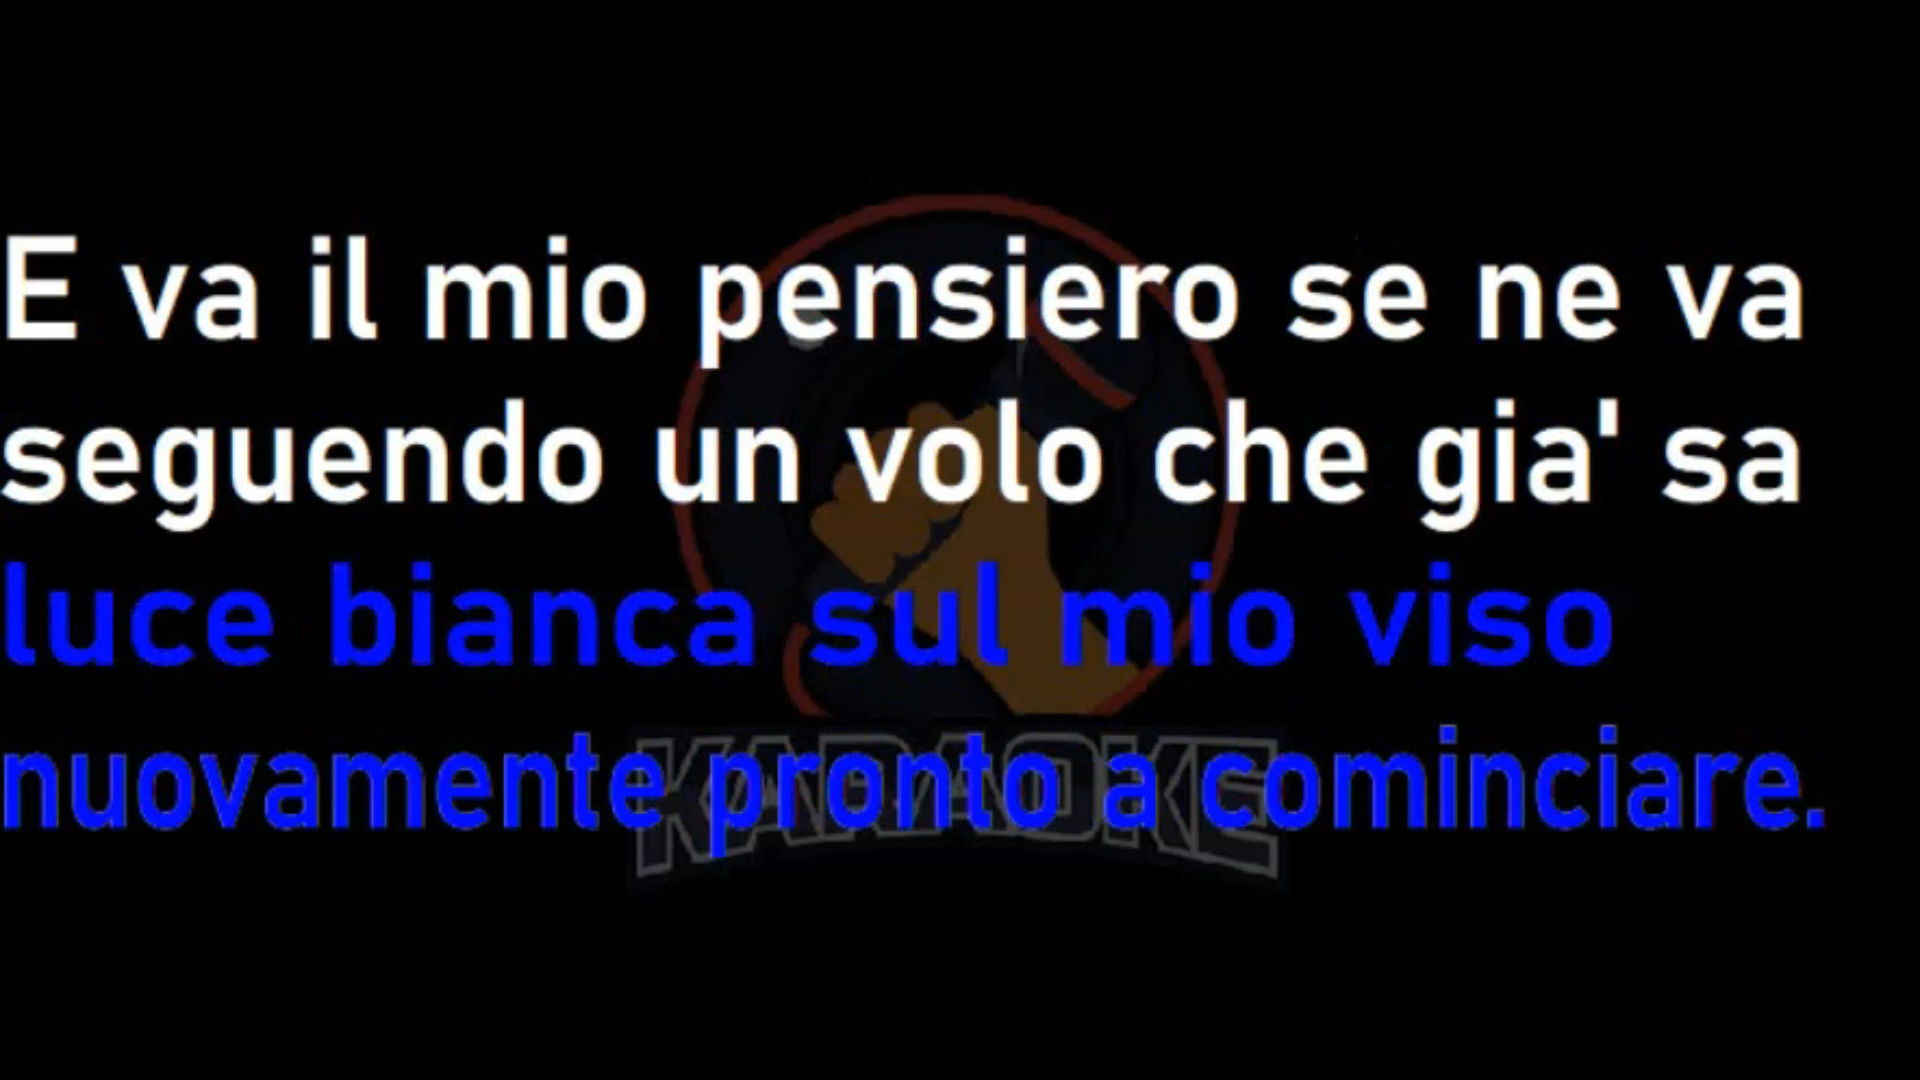 E va il mio pensiero se ne va
seguendo un volo che gia' sa
luce bianca sul mio viso
nuovamente pronto a cominciare.
KARAOKE